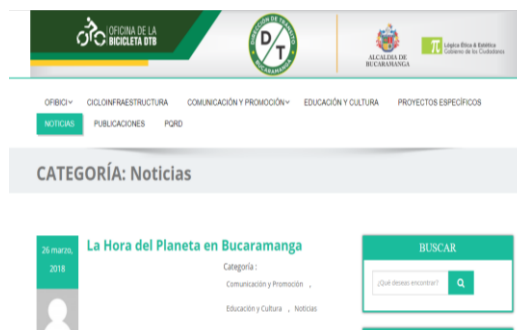 OFICINA DE LA
BICICLETA DTB
DIRECCIÓN DE TRÁNSITO
BUCARAMANGA
D T
ALCALDÍA DE
BUCARAMANGA
Lógica Ética & Estética
Gobierno de los Ciudadanos
OFIBICI CICLOINFRAESTRUCTURA COMUNICACIÓN Y PROMOCIÓN EDUCACIÓN Y CULTURA PROYECTOS ESPECÍFICOS
NOTICIAS PUBLICACIONES PQRD
CATEGORÍA: Noticias
26 marzo,
2018
La Hora del Planeta en Bucaramanga
Categoría :
Comunicación y Promoción ,
Educación y Cultura , Noticias
BUSCAR
¿Qué deseas encontrar?